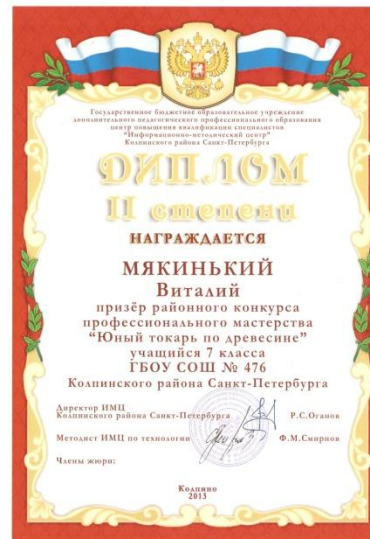 Государственное бюджетное образовательное учреждение
дополнительного педагогического профессионального образования
центр повышения квалификации специалистов
"Информационно-методический центр"
Колпинского района Санкт-Петербурга
ДИПЛОМ
II степени
НАГРАЖДАЕТСЯ
МЯКИНЬКИЙ
Виталий
призёр районного конкурса
профессионального мастерства
"Юный токарь по древесине"
учащийся 7 класса
ГБОУ СОШ № 476
Колпинского района Санкт-Петербурга
Директор ИМЦ
Колпинского района Санкт-Петербурга Р.С.Оганов
Методист ИМЦ по технологии Ф.М.Смирнов
Члены жюри:
Колпино
2013